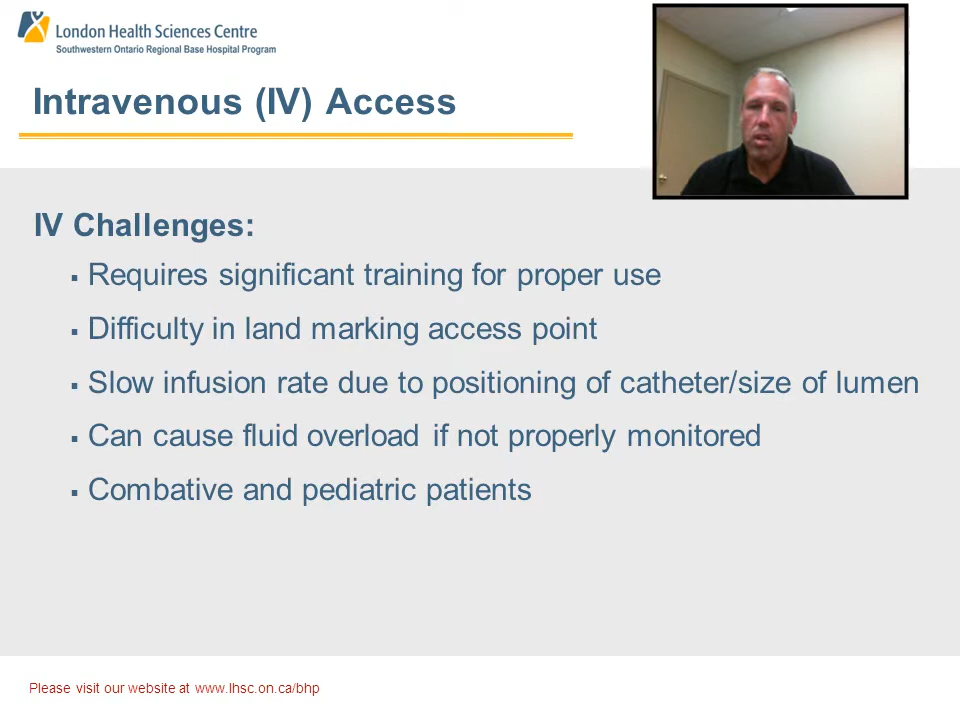 London Health Sciences Centre
Southwestern Ontario Regional Base Hospital Program
Intravenous (IV) Access
IV Challenges:
▪ Requires significant training for proper use
▪ Difficulty in land marking access point
▪ Slow infusion rate due to positioning of catheter/size of lumen
▪ Can cause fluid overload if not properly monitored
▪ Combative and pediatric patients
Please visit our website at www.lhsc.on.ca/bhp